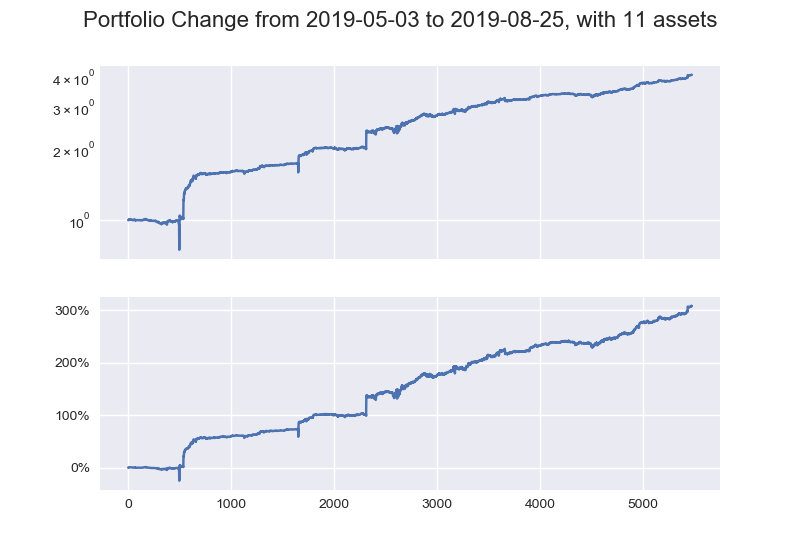 Portfolio Change from 2019-05-03 to 2019-08-25, with 11 assets
4 × 10⁰
3 × 10⁰
2 × 10⁰
10⁰
300%
200%
100%
0%
0 1000 2000 3000 4000 5000